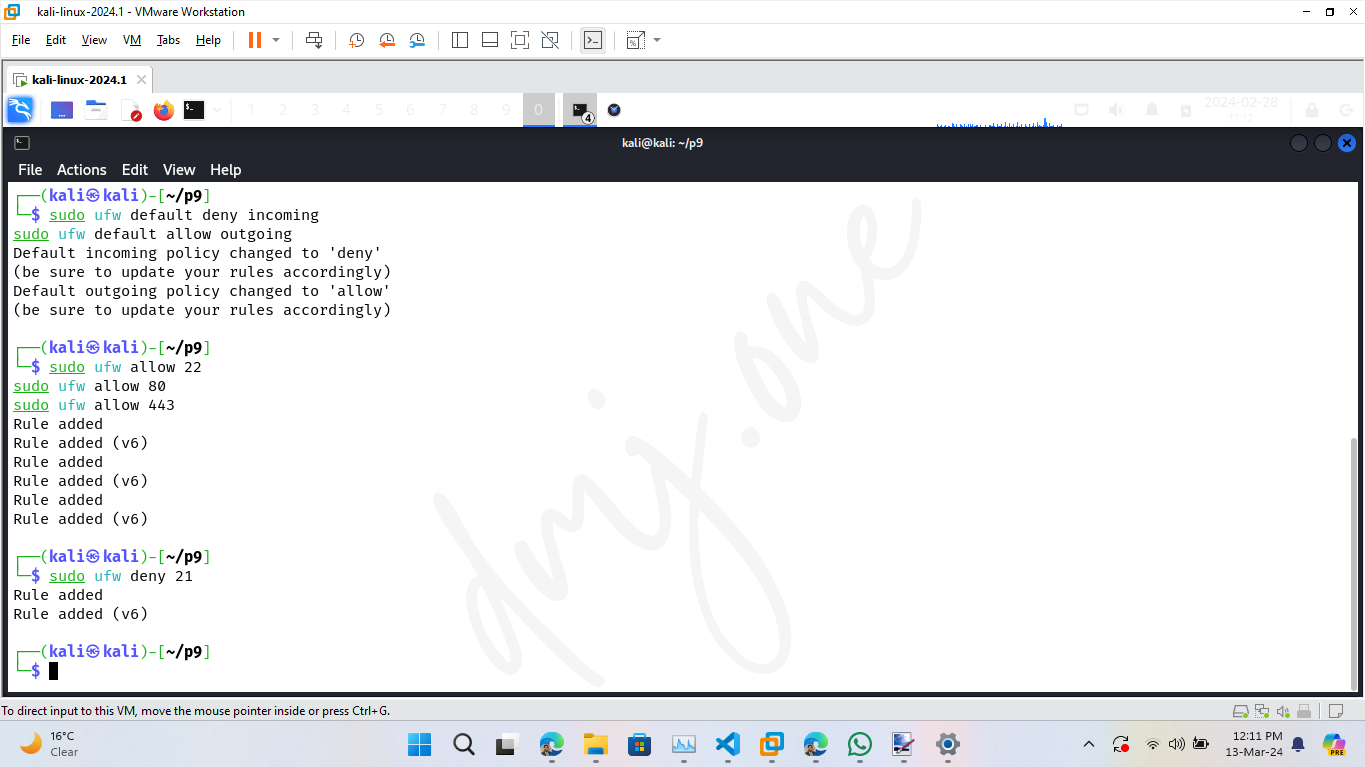 kali-linux-2024.1 - VMware Workstation
File Edit View VM Tabs Help
kali-linux-2024.1
1 2 3 4 5 6 7 8 9 0 4 2024-02-28
11:12
kali@kali: ~/p9
File Actions Edit View Help
┌──(kali㉿kali)-[~/p9]
└─$ sudo ufw default deny incoming
sudo ufw default allow outgoing
Default incoming policy changed to 'deny'
(be sure to update your rules accordingly)
Default outgoing policy changed to 'allow'
(be sure to update your rules accordingly)
┌──(kali㉿kali)-[~/p9]
└─$ sudo ufw allow 22
sudo ufw allow 80
sudo ufw allow 443
Rule added
Rule added (v6)
Rule added
Rule added (v6)
Rule added
Rule added (v6)
┌──(kali㉿kali)-[~/p9]
└─$ sudo ufw deny 21
Rule added
Rule added (v6)
┌──(kali㉿kali)-[~/p9]
└─$
dmj.one
To direct input to this VM, move the mouse pointer inside or press Ctrl+G.
16°C
Clear
12:11 PM
13-Mar-24
PRE